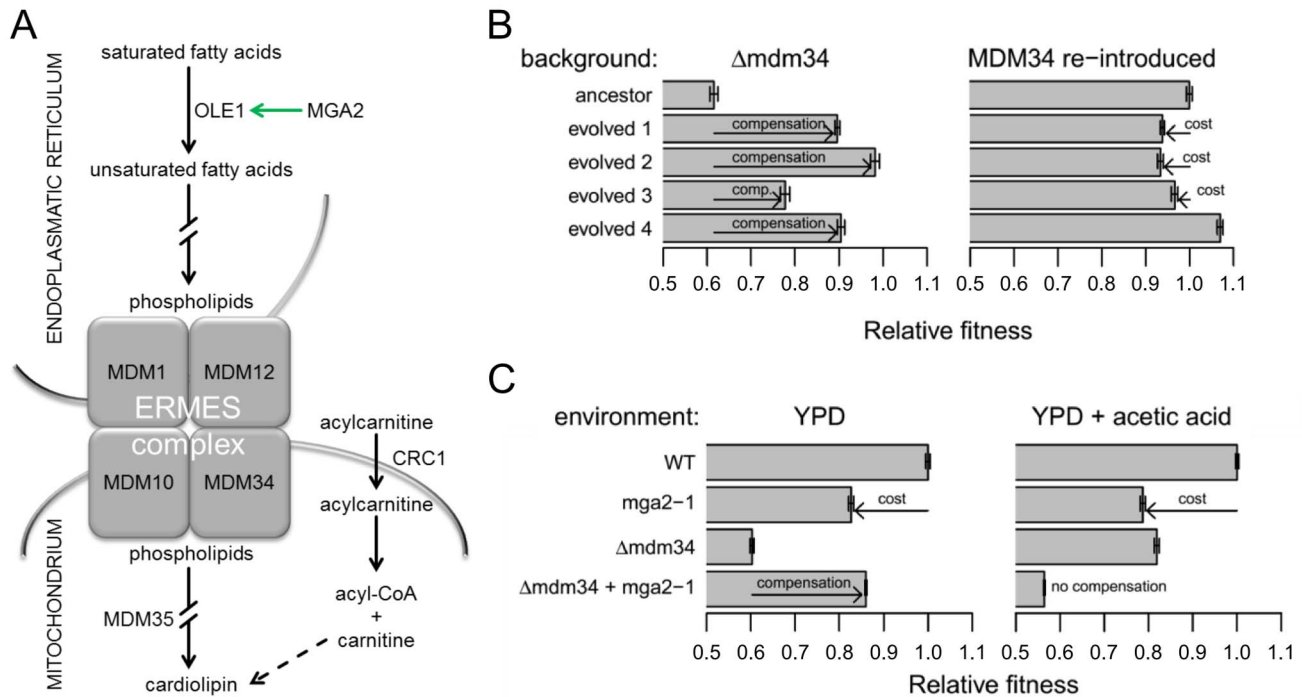 A
saturated fatty acids
OLE1
MGA2
unsaturated fatty acids
ENDOPLASMATIC RETICULUM
phospholipids
MDM1
MDM12
ERMES
complex
MDM10
MDM34
acylcarnitine
CRC1
acylcarnitine
MITOCHONDRIUM
phospholipids
acyl-CoA
+
carnitine
MDM35
cardiolipin
B
background:
Δmdm34
MDM34 re−introduced
ancestor
evolved 1
compensation
cost
evolved 2
compensation
cost
evolved 3
comp.
cost
evolved 4
compensation
0.5 0.6 0.7 0.8 0.9 1.0 1.1
0.5 0.6 0.7 0.8 0.9 1.0 1.1
Relative fitness
C
environment:
YPD
YPD + acetic acid
WT
mga2−1
cost
cost
Δmdm34
Δmdm34 + mga2−1
compensation
no compensation
0.5 0.6 0.7 0.8 0.9 1.0 1.1
0.5 0.6 0.7 0.8 0.9 1.0 1.1
Relative fitness